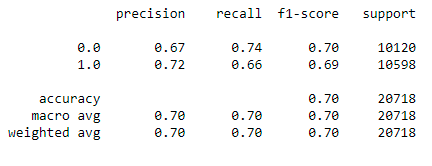 precision recall f1-score support
0.0 0.67 0.74 0.70 10120
1.0 0.72 0.66 0.69 10598
accuracy 0.70 20718
macro avg 0.70 0.70 0.70 20718
weighted avg 0.70 0.70 0.70 20718